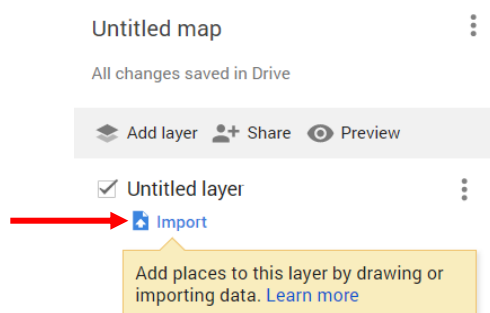 Untitled map
All changes saved in Drive
Add layer Share Preview
Untitled layer
Import
Add places to this layer by drawing or
importing data. Learn more